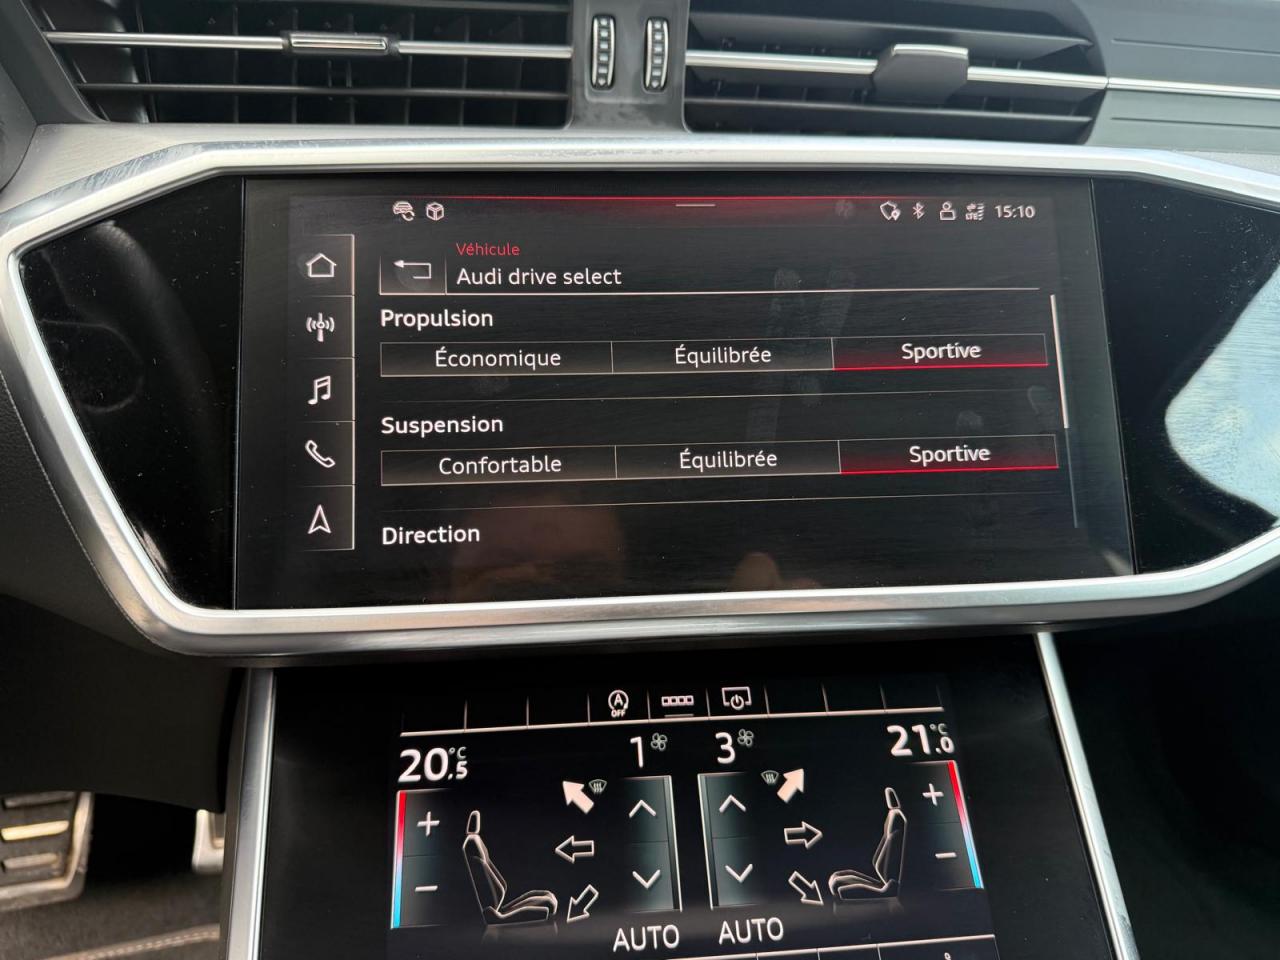 15:10
Véhicule
Audi drive select
Propulsion
Économique Équilibrée Sportive
Suspension
Confortable Équilibrée Sportive
Direction
A
OFF
20.5 °C 1 3 21.0 °C
+ +
− −
AUTO AUTO